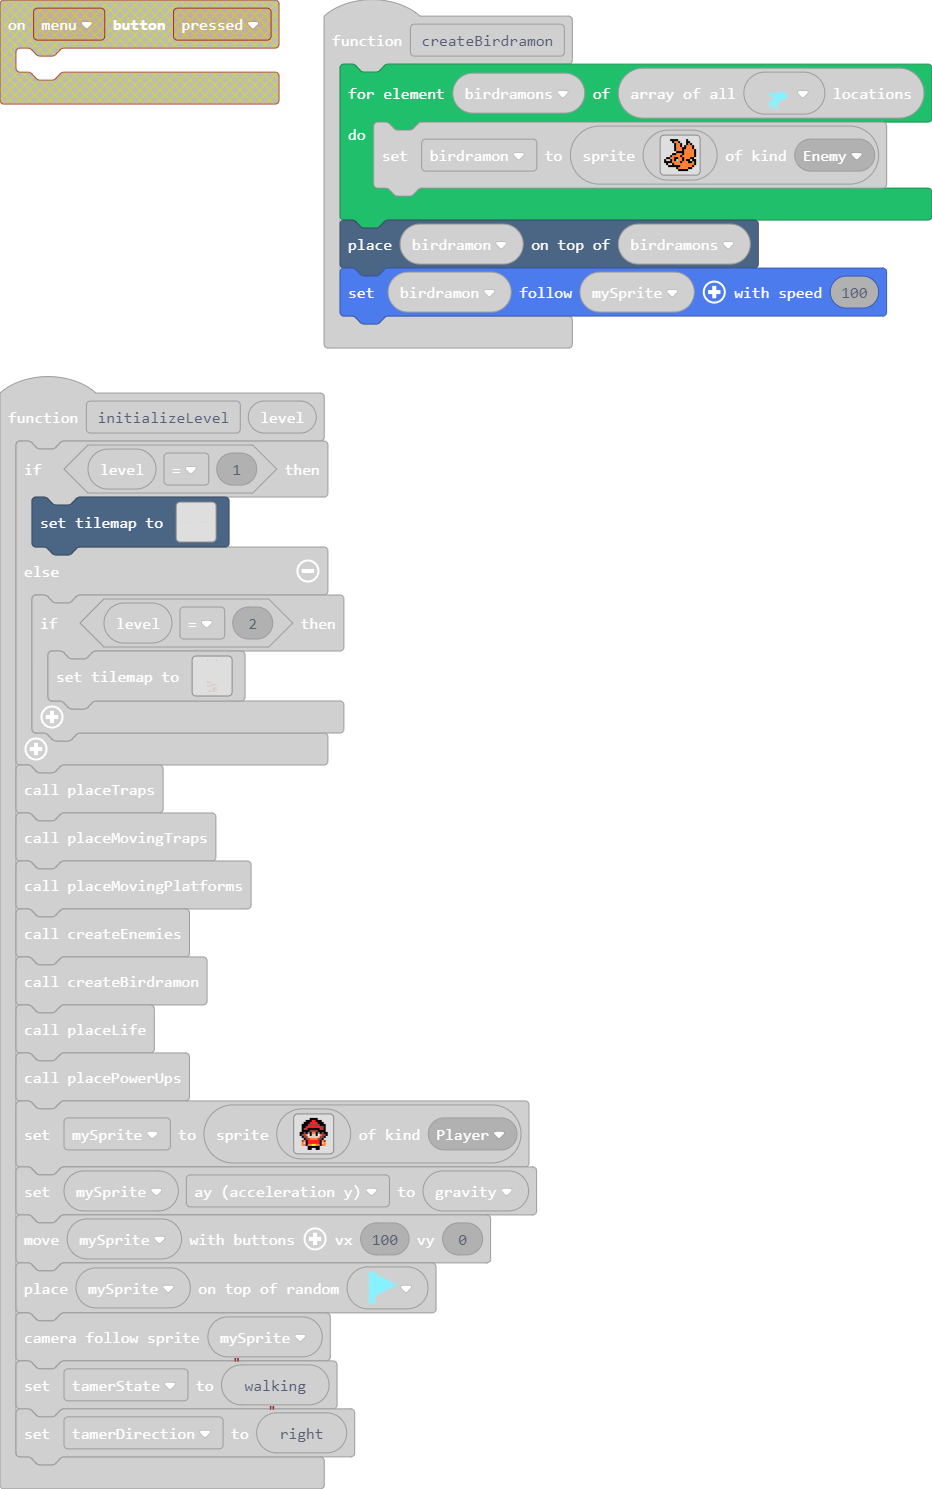 on menu button pressed
function createBirdramon
for element birdramons of array of all locations
do
set birdramon to sprite of kind Enemy
place birdramon on top of birdramons
set birdramon follow mySprite with speed 100
function initializeLevel level
if level = 1 then
set tilemap to
else
if level = 2 then
set tilemap to
call placeTraps
call placeMovingTraps
call placeMovingPlatforms
call createEnemies
call createBirdramon
call placeLife
call placePowerUps
set mySprite to sprite of kind Player
set mySprite ay (acceleration y) to gravity
move mySprite with buttons vx 100 vy 0
place mySprite on top of random
camera follow sprite mySprite
set tamerState to "walking"
set tamerDirection to "right"